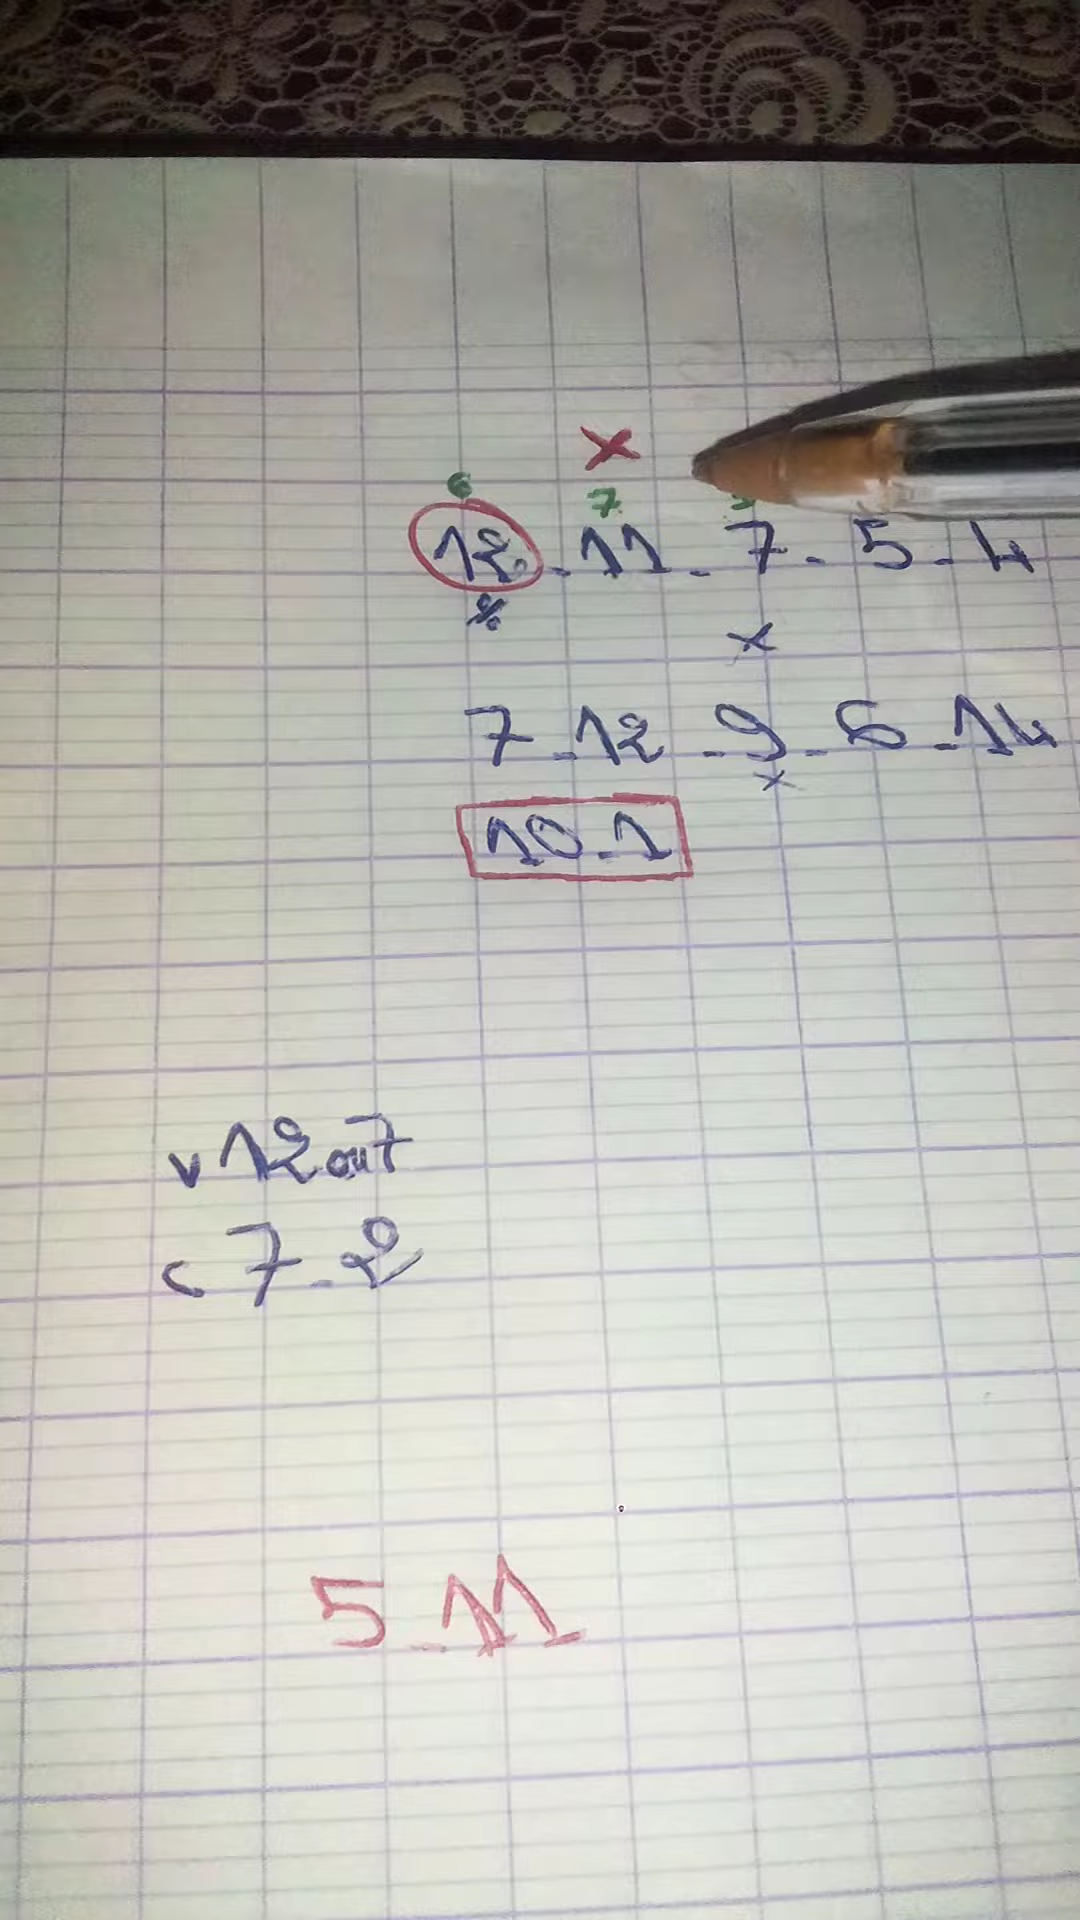 ×
6 7 5
12 - 11 - 7 - 5 - 4
%
×
7 - 12 - 9 - 6 - 14
×
10 - 1
v 12 ou 7
c 7 - 2
5 - 11